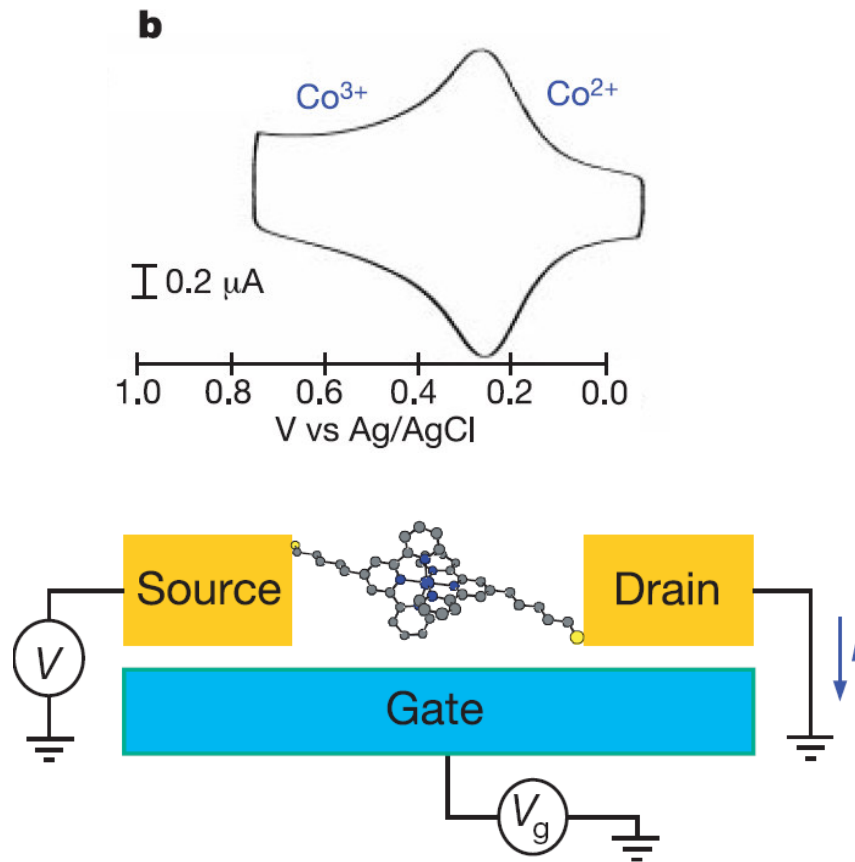 b
Co³⁺ Co²⁺
0.2 μA
1.0 0.8 0.6 0.4 0.2 0.0
V vs Ag/AgCl
Source Drain
V
I
Gate
Vg